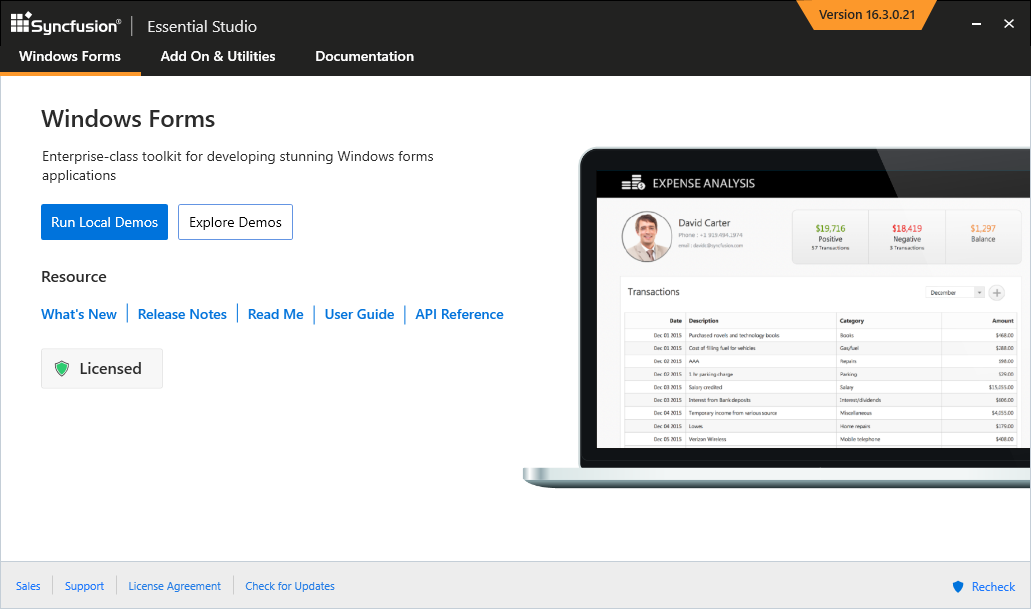 Syncfusion® | Essential Studio
Version 16.3.0.21
Windows Forms
Add On & Utilities
Documentation
Windows Forms
Enterprise-class toolkit for developing stunning Windows forms
applications
Run Local Demos
Explore Demos
Resource
What's New | Release Notes | Read Me | User Guide | API Reference
Licensed
EXPENSE ANALYSIS
David Carter
Phone : +1 919.494.1974
email : davidc@syncfusion.com
$19,716
Positive
37 Transactions
$18,419
Negative
3 Transactions
$1,297
Balance
Transactions
December
Date Description Category Amount
Dec 01 2015 Purchased novels and technology books Books $468.00
Dec 01 2015 Cost of filling fuel for vehicles Gas/fuel $288.00
Dec 02 2015 AAA Repairs $98.00
Dec 02 2015 1 hr parking charge Parking $29.00
Dec 03 2015 Salary credited Salary $15,055.00
Dec 03 2015 Interest from Bank deposits Interest/dividends $806.00
Dec 04 2015 Temporary income from various source Miscellaneous $4,055.00
Dec 04 2015 Lowes Home repairs $179.00
Dec 05 2015 Verizon Wireless Mobile telephone $408.00
Sales
Support
License Agreement
Check for Updates
Recheck